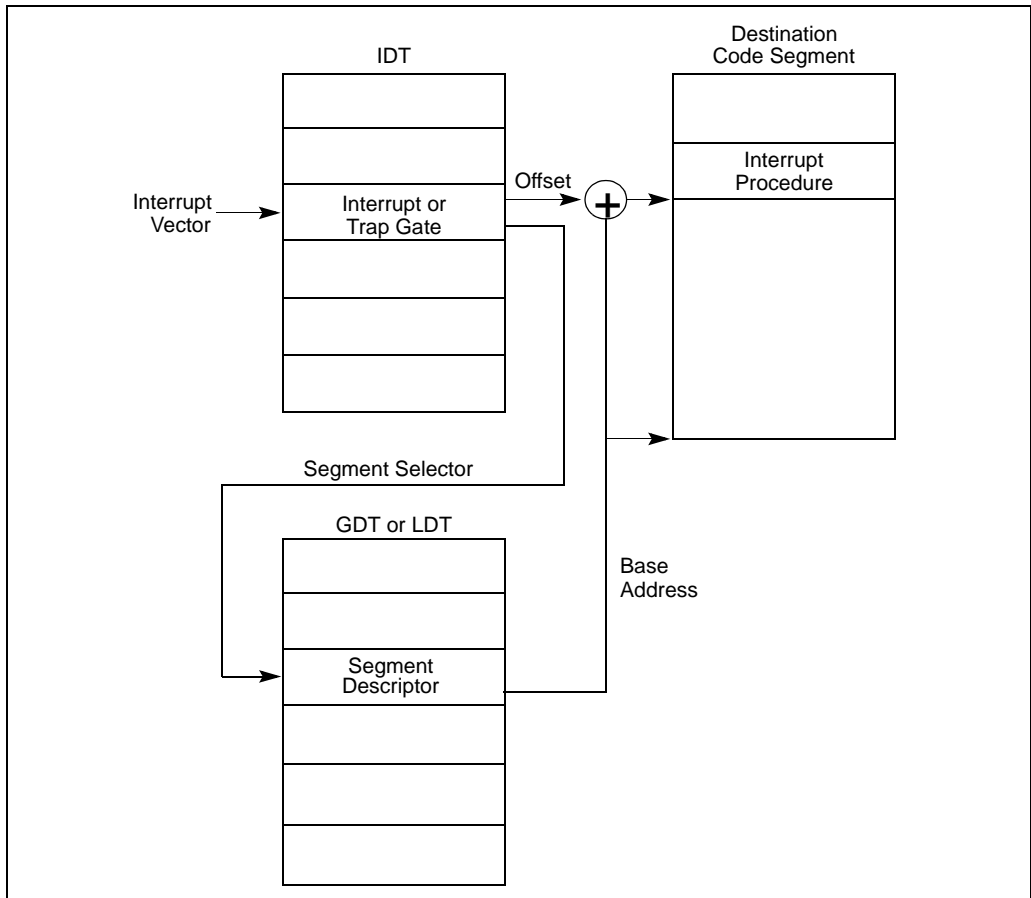 IDT
Destination
Code Segment
Interrupt
Vector
Interrupt or
Trap Gate
Offset
+
Interrupt
Procedure
Segment Selector
GDT or LDT
Segment
Descriptor
Base
Address